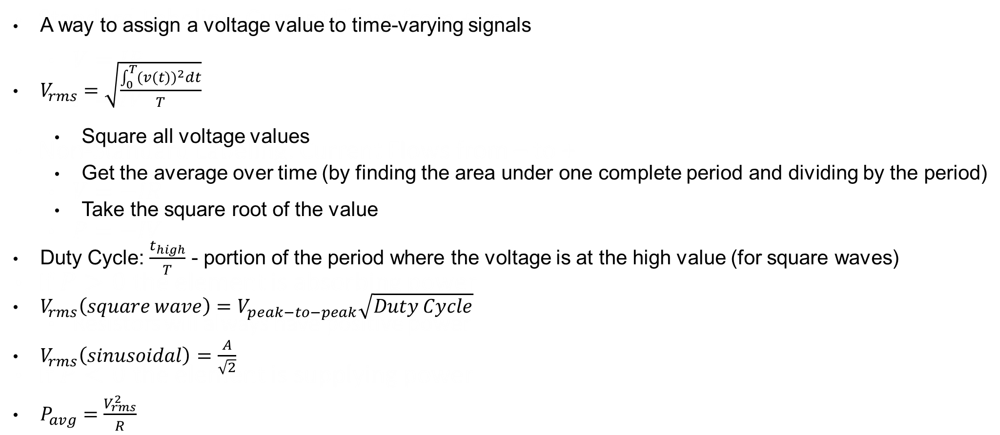 • A way to assign a voltage value to time-varying signals
• $V_{rms} = \sqrt{\frac{\int_0^T (v(t))^2 dt}{T}}$
• Square all voltage values
• Get the average over time (by finding the area under one complete period and dividing by the period)
• Take the square root of the value
• Duty Cycle: $\frac{t_{high}}{T}$ - portion of the period where the voltage is at the high value (for square waves)
• $V_{rms}(square\ wave) = V_{peak-to-peak}\sqrt{Duty\ Cycle}$
• $V_{rms}(sinusoidal) = \frac{A}{\sqrt{2}}$
• $P_{avg} = \frac{V_{rms}^2}{R}$